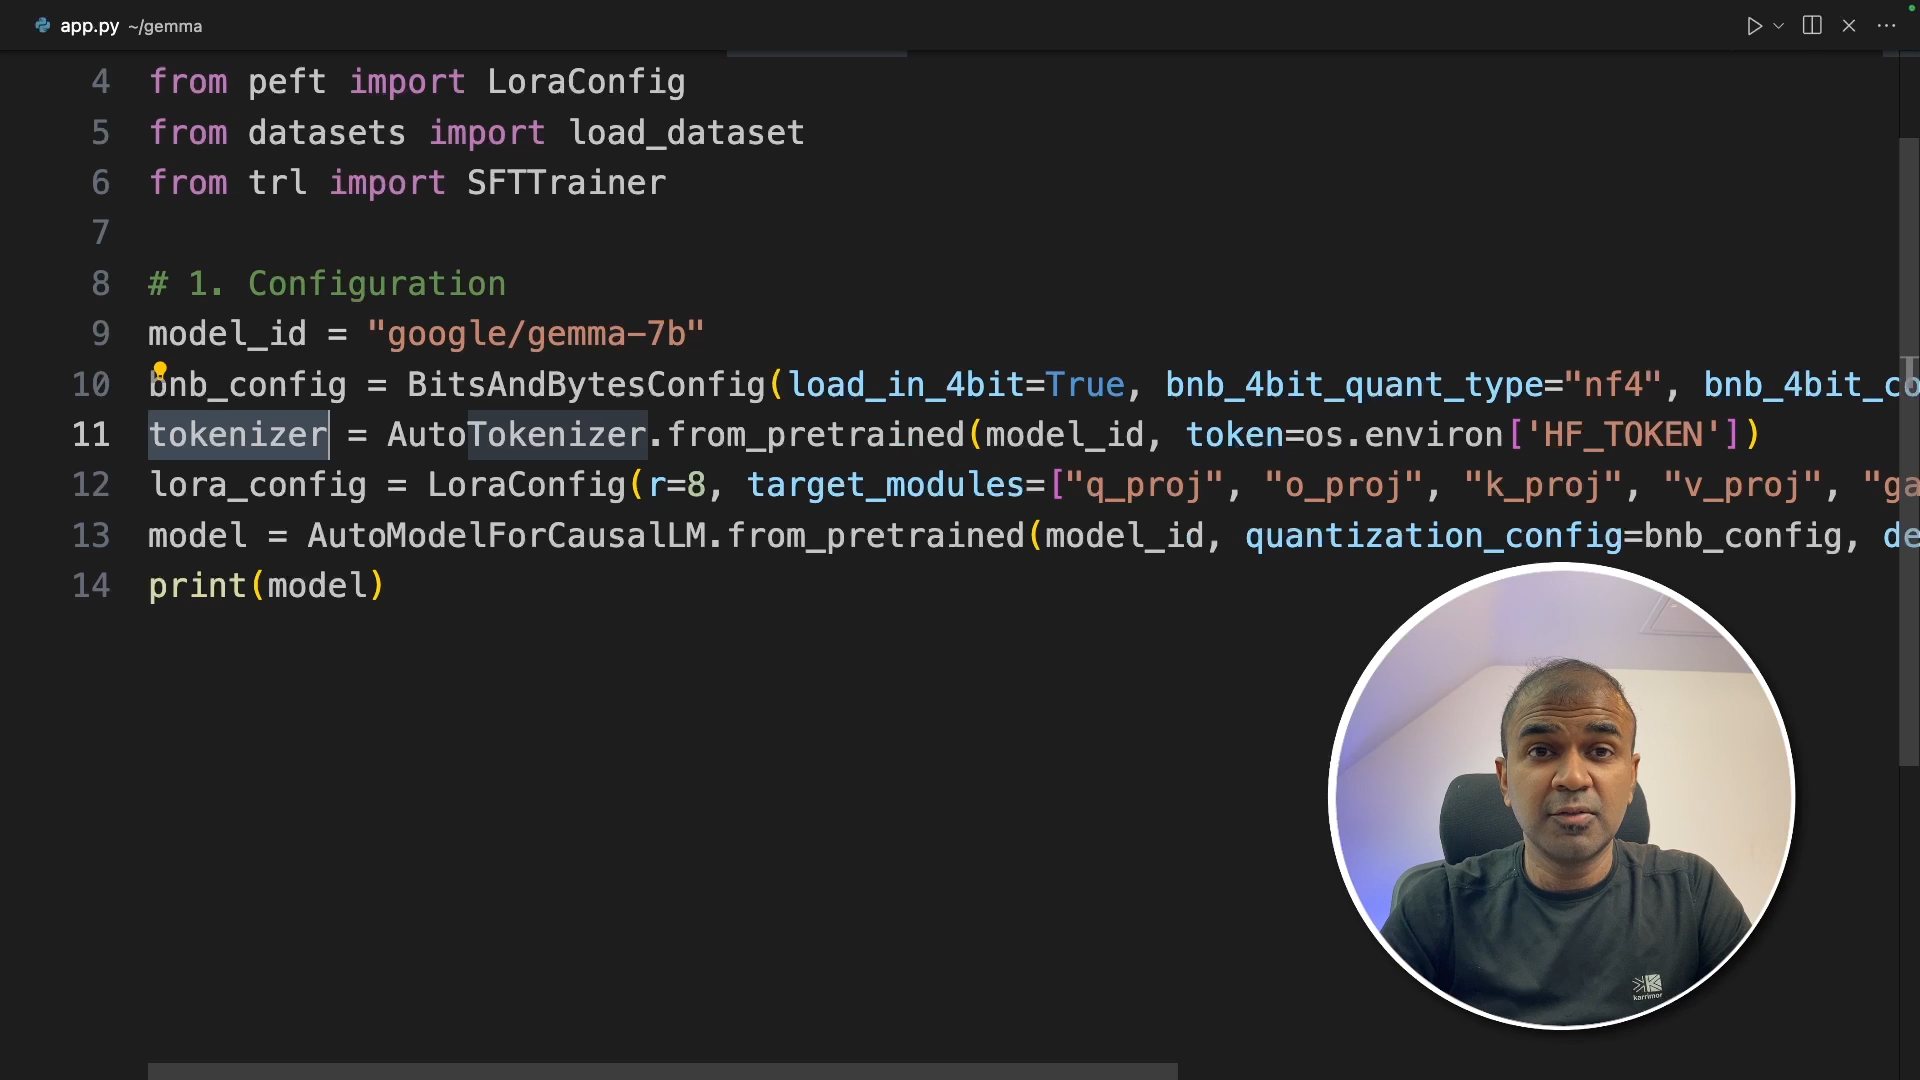 app.py ~/gemma
4 from peft import LoraConfig
5 from datasets import load_dataset
6 from trl import SFTTrainer
7
8 # 1. Configuration
9 model_id = "google/gemma-7b"
10 bnb_config = BitsAndBytesConfig(load_in_4bit=True, bnb_4bit_quant_type="nf4", bnb_4bit_co
11 tokenizer = AutoTokenizer.from_pretrained(model_id, token=os.environ['HF_TOKEN'])
12 lora_config = LoraConfig(r=8, target_modules=["q_proj", "o_proj", "k_proj", "v_proj", "ga
13 model = AutoModelForCausalLM.from_pretrained(model_id, quantization_config=bnb_config, de
14 print(model)
karrimor